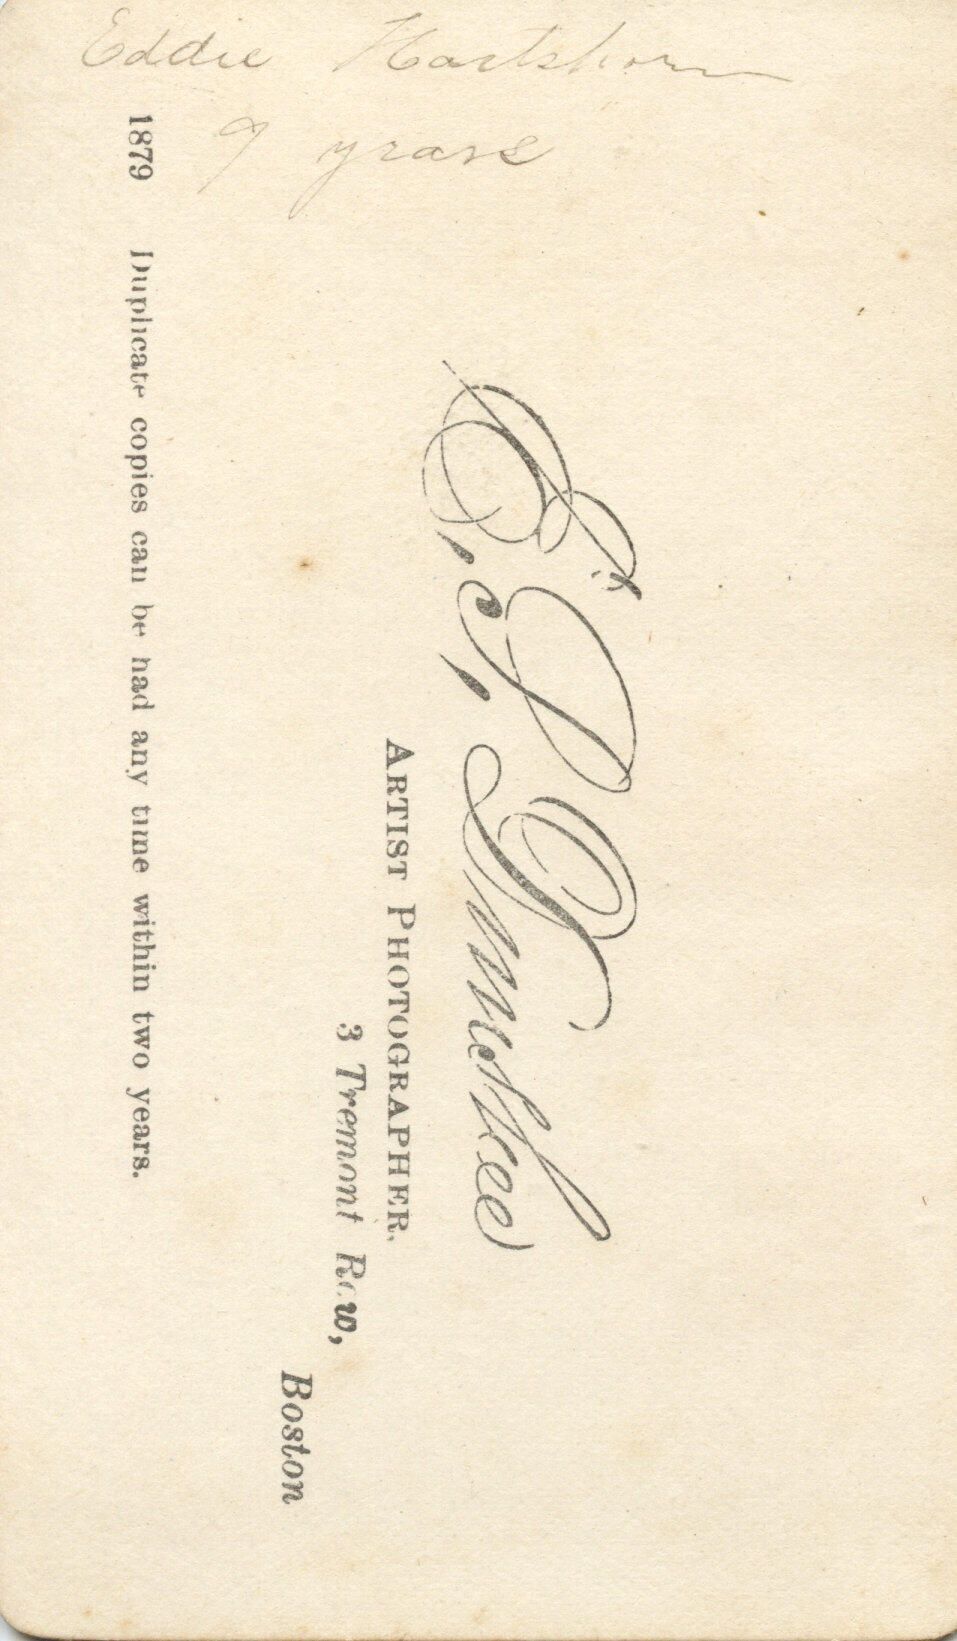 Eddie Hartshorn
9 years
E. P. Dunshee
ARTIST PHOTOGRAPHER.
3 Tremont Row,
Boston
1879 Duplicate copies can be had any time within two years.